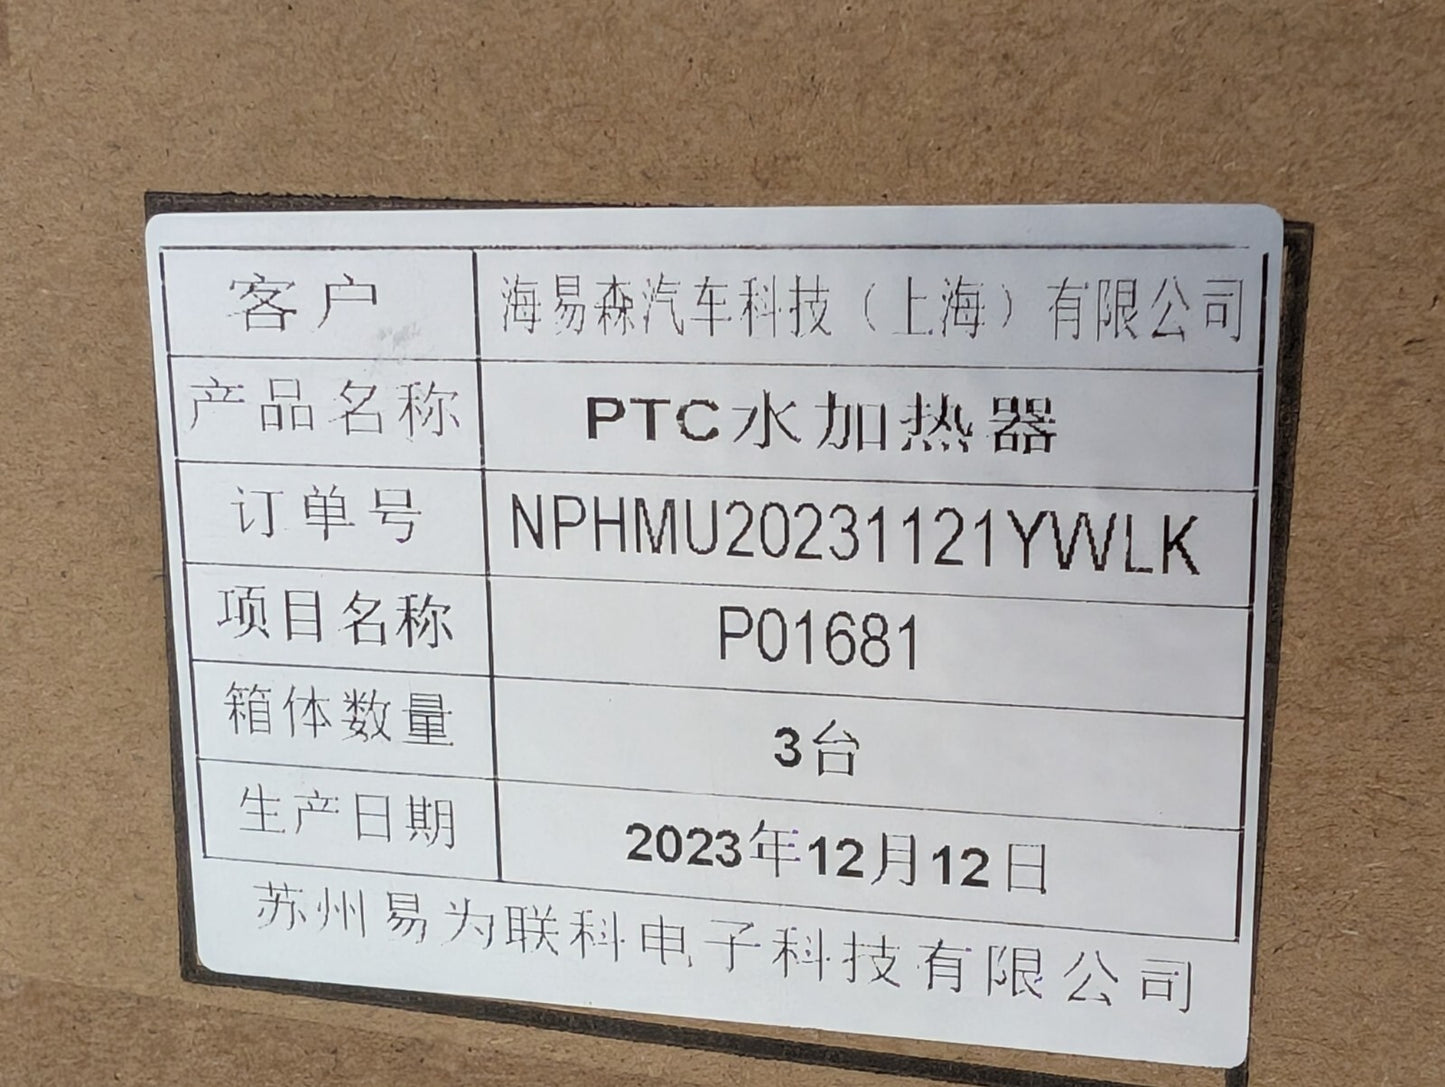 客户 海易森汽车科技（上海）有限公司
产品名称 PTC水加热器
订单号 NPHMU20231121YWLK
项目名称 P01681
箱体数量 3台
生产日期 2023年12月12日
苏州易为联科电子科技有限公司